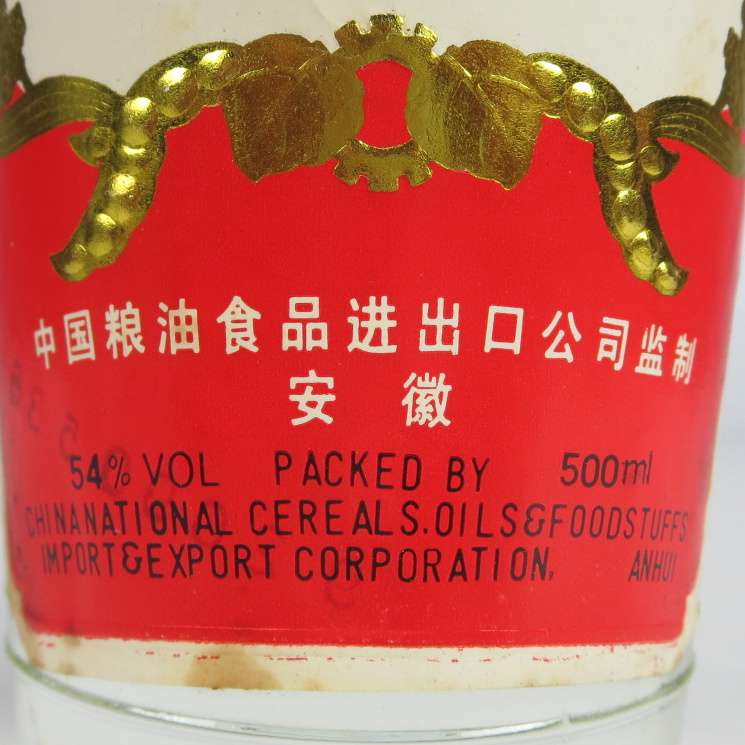 中国粮油食品进出口公司监制
安徽
54% VOL PACKED BY 500ml
CHINANATIONAL CEREALS.OILS&FOODSTUFFS
IMPORT&EXPORT CORPORATION, ANHUI